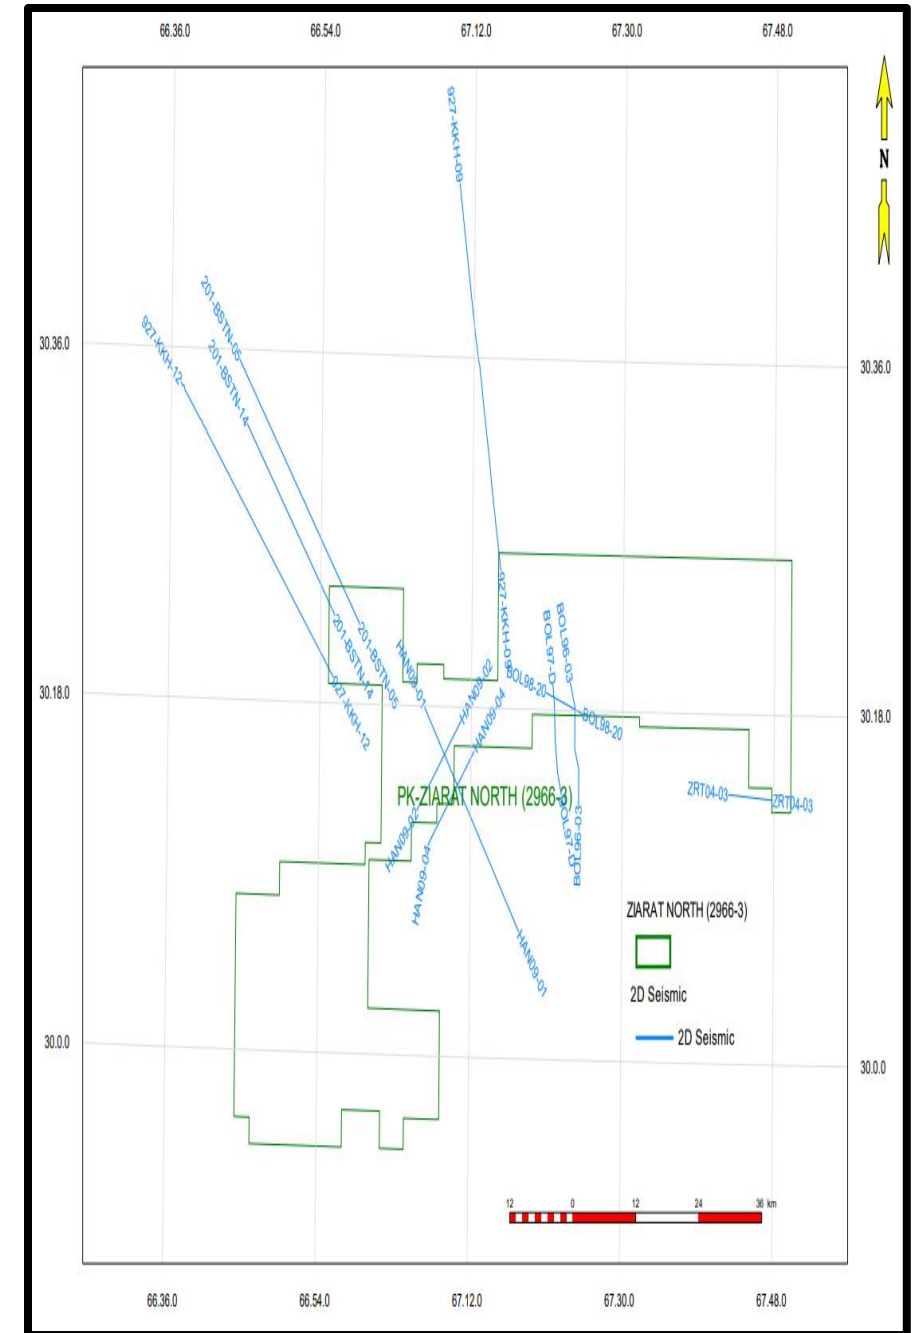 66.36.0 66.54.0 67.12.0 67.30.0 67.48.0
N
927-KKH-09
201-BSTN-05
927-KKH-12
201-BSTN-14
30.36.0
30.36.0
927-KKH-09
BOL97-D
BOL96-03
201-BSTN-14
201-BSTN-05
HAN09-01
HAN09-02
BOL98-20
927-KKH-12
HAN09-04
BOL98-20
30.18.0
30.18.0
PK-ZIARAT NORTH (2966-3)
ZRT04-03
ZRT04-03
HAN09-02
HAN09-04
BOL97-D
BOL96-03
HAN09-01
ZIARAT NORTH (2966-3)
2D Seismic
2D Seismic
30.0.0
30.0.0
12 0 12 24 36 km
66.36.0 66.54.0 67.12.0 67.30.0 67.48.0